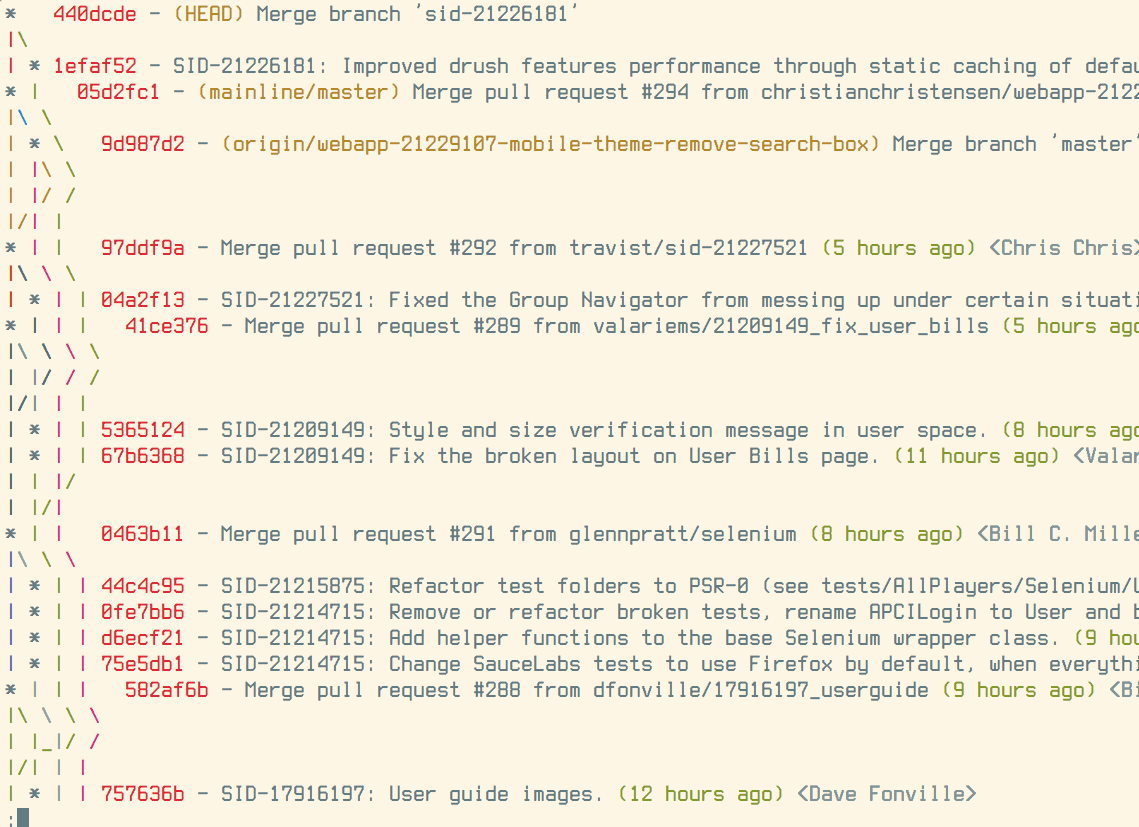 * 440dcde - (HEAD) Merge branch 'sid-21226181'
|\
| * 1efaf52 - SID-21226181: Improved drush features performance through static caching of defau
* | 05d2fc1 - (mainline/master) Merge pull request #294 from christianchristensen/webapp-2122
|\ \
| * \ 9d987d2 - (origin/webapp-21229107-mobile-theme-remove-search-box) Merge branch 'master'
| |\ \
| |/ /
|/| |
* | | 97ddf9a - Merge pull request #292 from travist/sid-21227521 (5 hours ago) <Chris Chris>
|\ \ \
| * | | 04a2f13 - SID-21227521: Fixed the Group Navigator from messing up under certain situati
* | | | 41ce376 - Merge pull request #289 from valariems/21209149_fix_user_bills (5 hours ago
|\ \ \ \
| |/ / /
|/| | |
| * | | 5365124 - SID-21209149: Style and size verification message in user space. (8 hours ago
| * | | 67b6368 - SID-21209149: Fix the broken layout on User Bills page. (11 hours ago) <Valar
| | |/
| |/|
* | | 0463b11 - Merge pull request #291 from glennpratt/selenium (8 hours ago) <Bill C. Mille
|\ \ \
| * | | 44c4c95 - SID-21215875: Refactor test folders to PSR-0 (see tests/AllPlayers/Selenium/U
| * | | 0fe7bb6 - SID-21214715: Remove or refactor broken tests, rename APCILogin to User and b
| * | | d6ecf21 - SID-21214715: Add helper functions to the base Selenium wrapper class. (9 hou
| * | | 75e5db1 - SID-21214715: Change SauceLabs tests to use Firefox by default, when everythi
* | | | 582af6b - Merge pull request #288 from dfonville/17916197_userguide (9 hours ago) <Bi
|\ \ \ \
| |_|/ /
|/| | |
| * | | 757636b - SID-17916197: User guide images. (12 hours ago) <Dave Fonville>
: